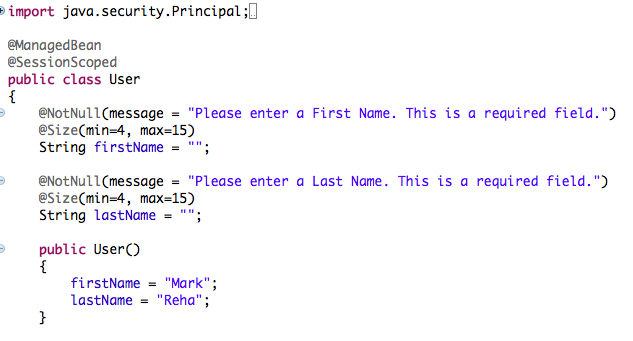 import java.security.Principal;
@ManagedBean
@SessionScoped
public class User
{
    @NotNull(message = "Please enter a First Name. This is a required field.")
    @Size(min=4, max=15)
    String firstName = "";
    @NotNull(message = "Please enter a Last Name. This is a required field.")
    @Size(min=4, max=15)
    String lastName = "";
    public User()
    {
        firstName = "Mark";
        lastName = "Reha";
    }